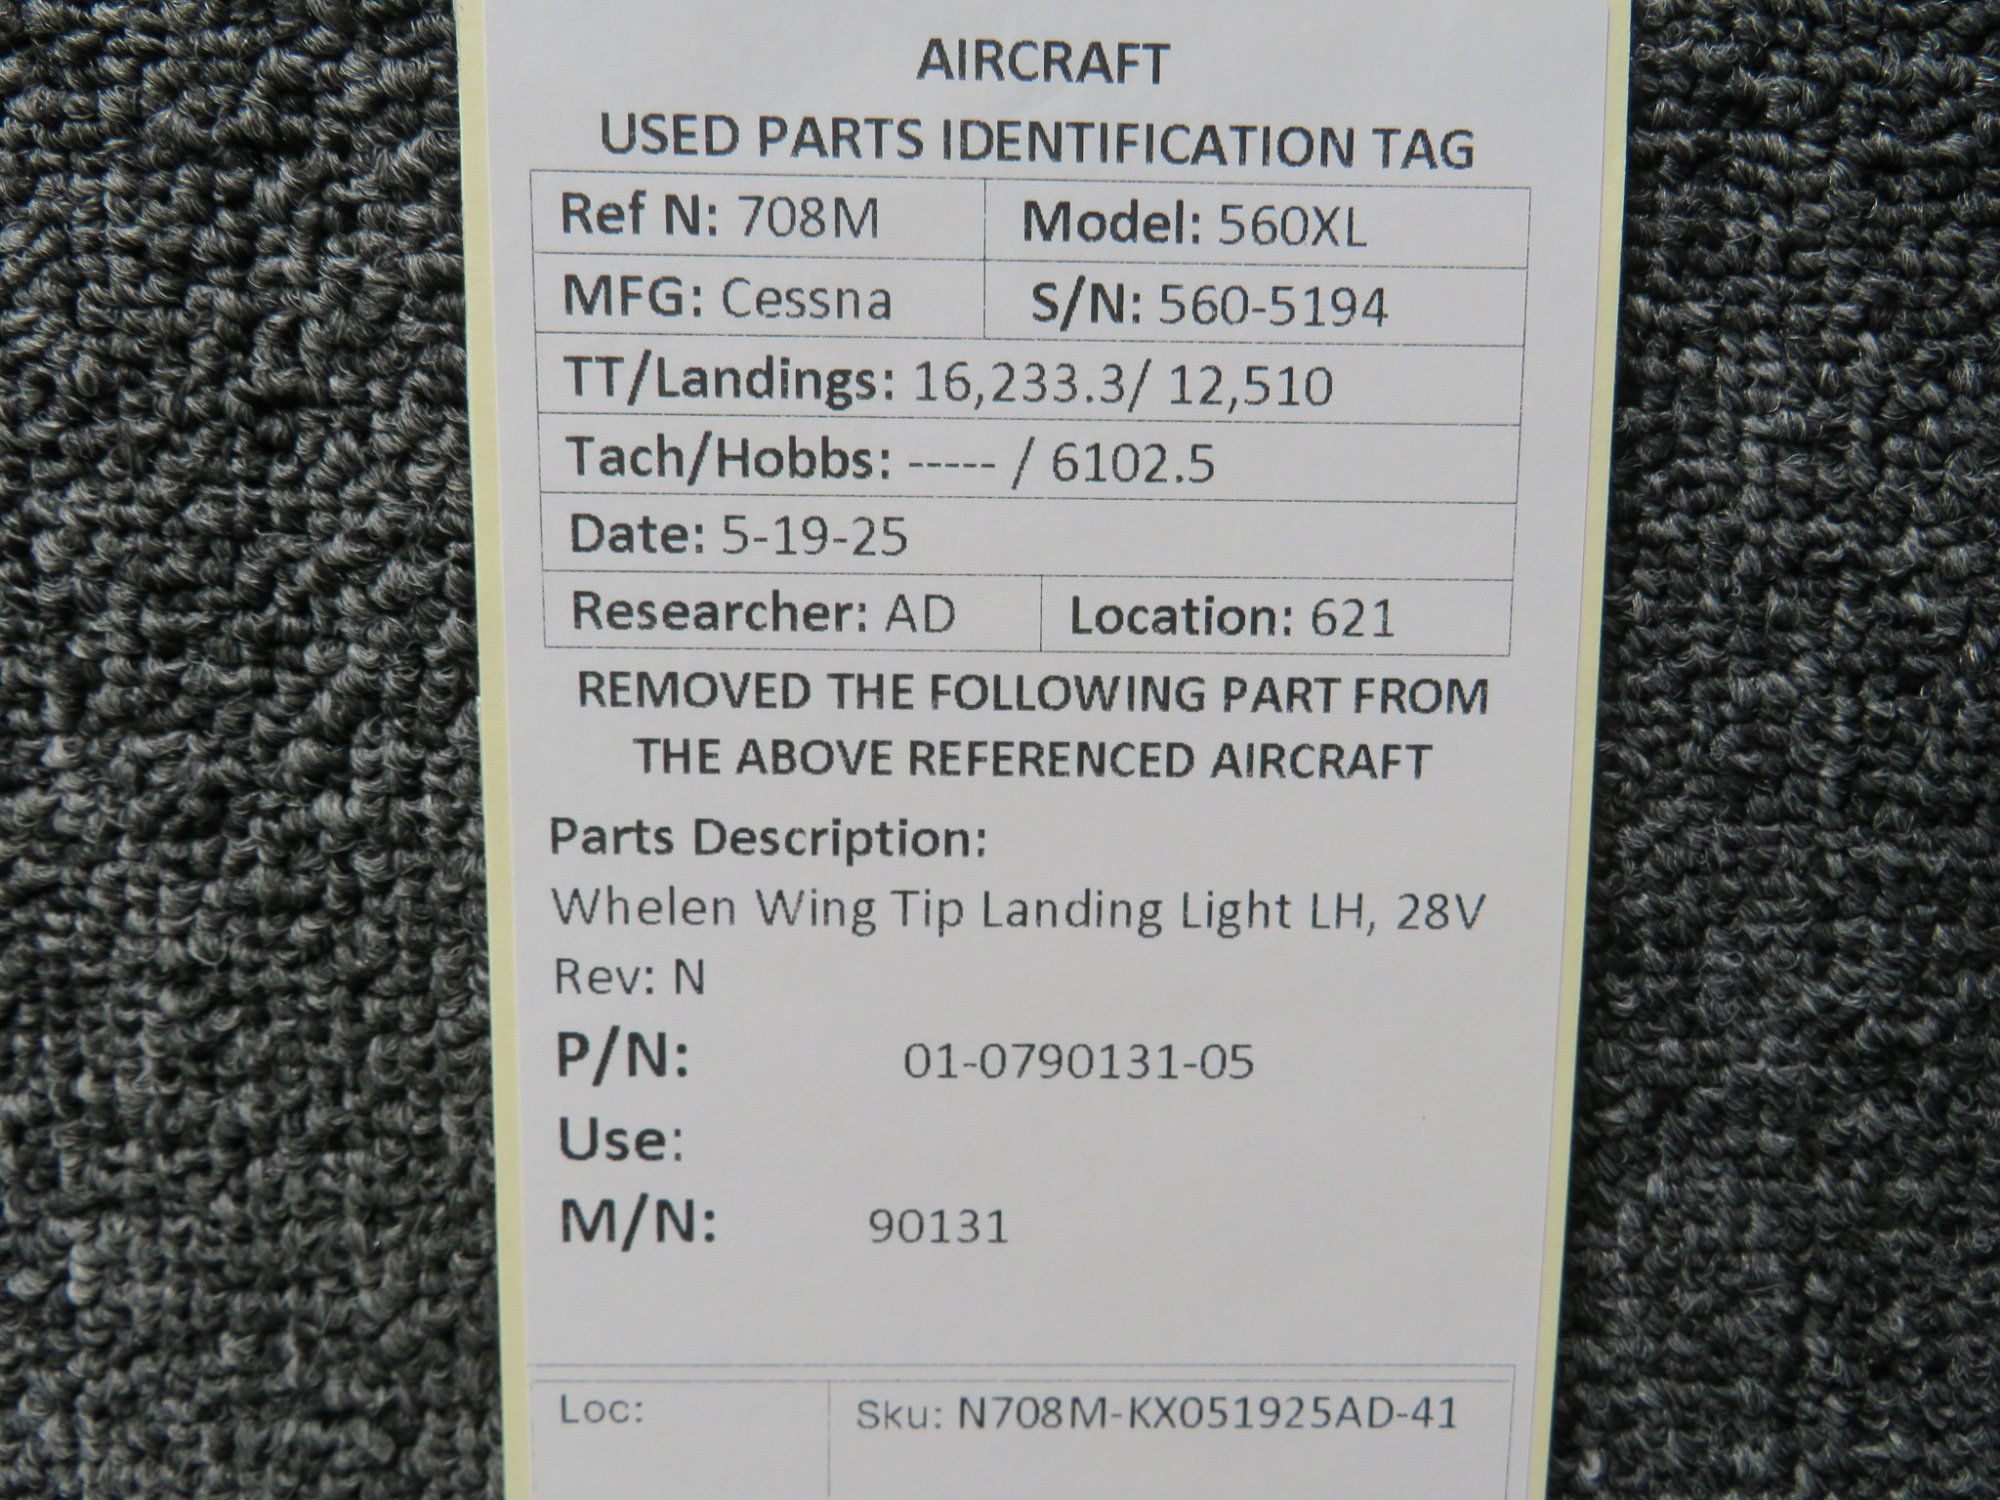 AIRCRAFT
USED PARTS IDENTIFICATION TAG
Ref N: 708M Model: 560XL
MFG: Cessna S/N: 560-5194
TT/Landings: 16,233.3/ 12,510
Tach/Hobbs: ----- / 6102.5
Date: 5-19-25
Researcher: AD Location: 621
REMOVED THE FOLLOWING PART FROM
THE ABOVE REFERENCED AIRCRAFT
Parts Description:
Whelen Wing Tip Landing Light LH, 28V
Rev: N
P/N: 01-0790131-05
Use:
M/N: 90131
Loc: Sku: N708M-KX051925AD-41